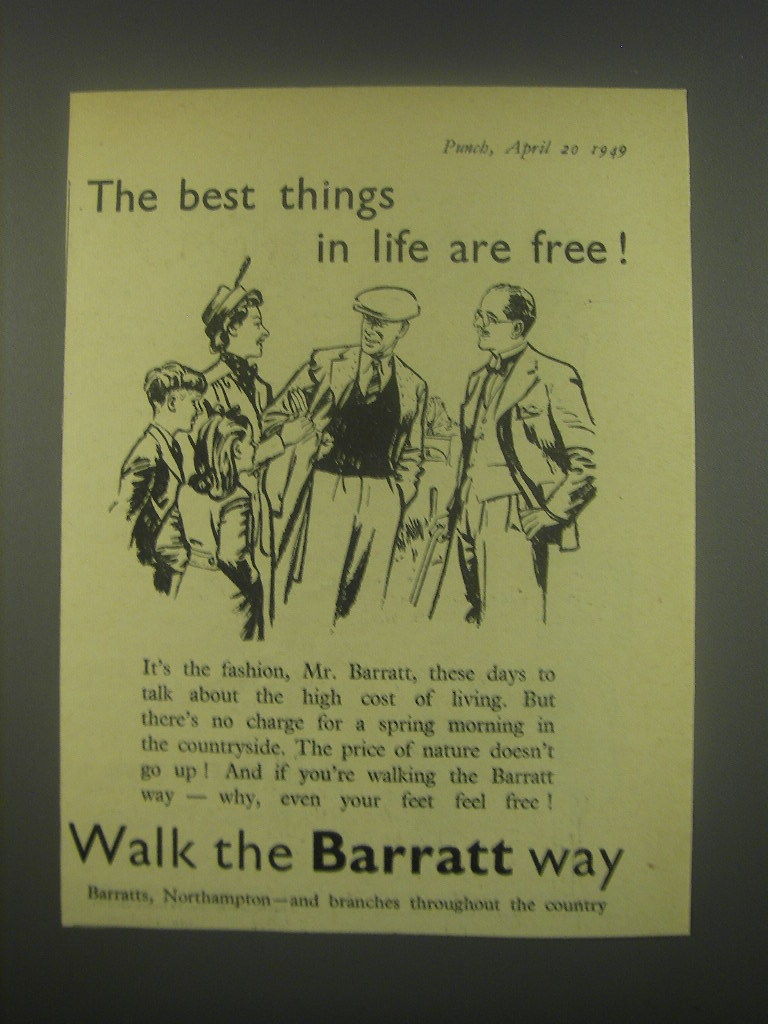 Punch, April 20 1949
The best things
in life are free!
It's the fashion, Mr. Barratt, these days to
talk about the high cost of living. But
there's no charge for a spring morning in
the countryside. The price of nature doesn't
go up! And if you're walking the Barratt
way — why, even your feet feel free!
Walk the Barratt way
Barratts, Northampton—and branches throughout the country